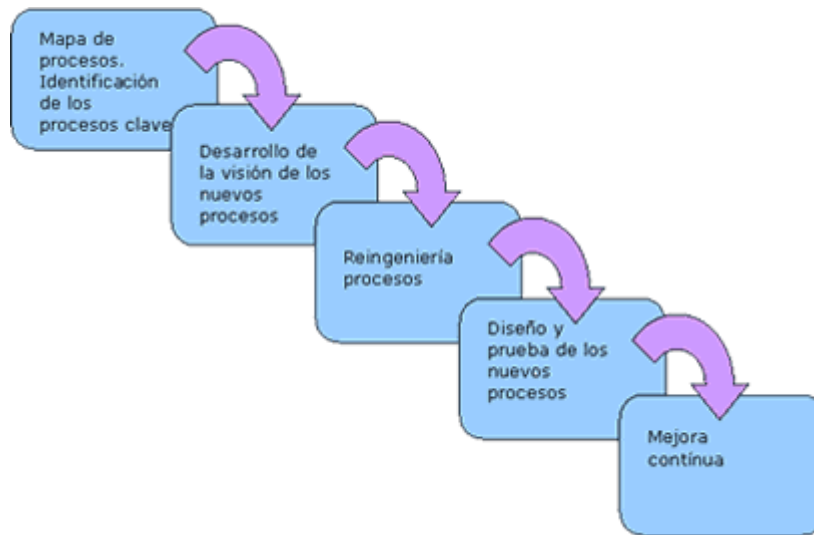 Mapa de
procesos.
Identificación
de los
procesos clave
Desarrollo de
la visión de los
nuevos
procesos
Reingeniería
procesos
Diseño y
prueba de los
nuevos
procesos
Mejora
contínua